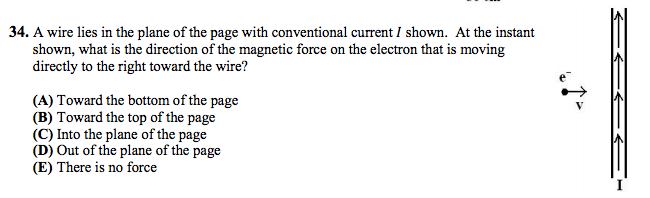 34. A wire lies in the plane of the page with conventional current I shown. At the instant
shown, what is the direction of the magnetic force on the electron that is moving
directly to the right toward the wire?
(A) Toward the bottom of the page
(B) Toward the top of the page
(C) Into the plane of the page
(D) Out of the plane of the page
(E) There is no force
e⁻
v
I